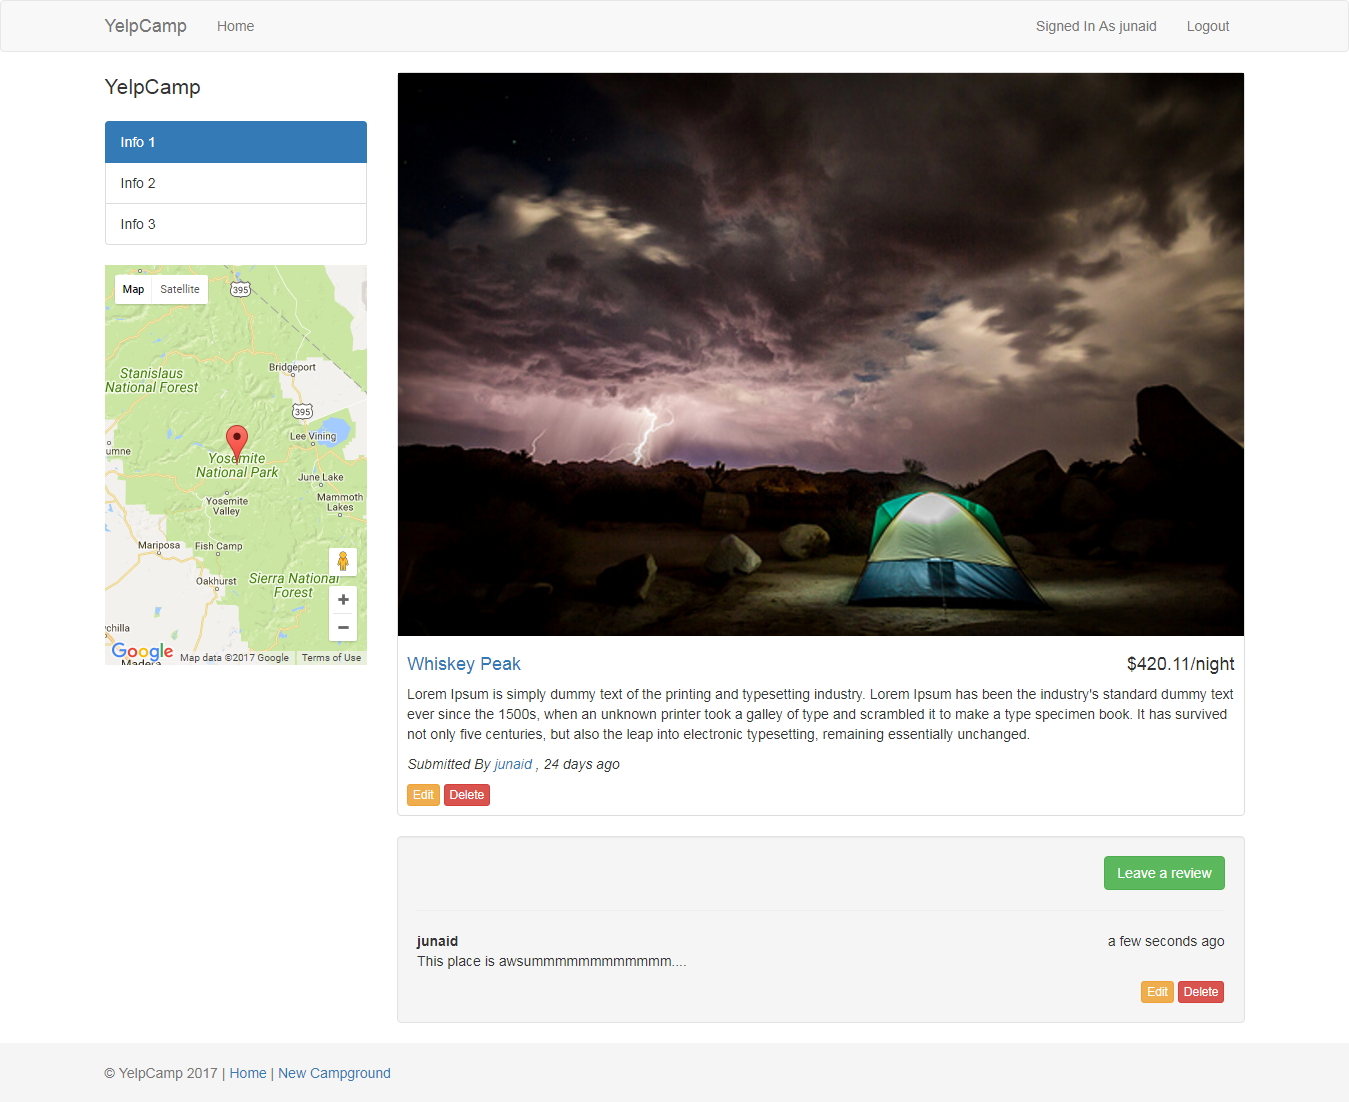 YelpCamp Home Signed In As junaid Logout
YelpCamp
Info 1
Info 2
Info 3
Map Satellite
395
Bridgeport
Stanislaus
National Forest
395
Lee Vining
umne
Yosemite
National Park
June Lake
Yosemite
Valley
Mammoth
Lakes
Mariposa
Fish Camp
Oakhurst
Sierra National
Forest
+
−
wchilla
Google
Madera
Map data ©2017 Google
Terms of Use
Whiskey Peak $420.11/night
Lorem Ipsum is simply dummy text of the printing and typesetting industry. Lorem Ipsum has been the industry's standard dummy text
ever since the 1500s, when an unknown printer took a galley of type and scrambled it to make a type specimen book. It has survived
not only five centuries, but also the leap into electronic typesetting, remaining essentially unchanged.
Submitted By junaid , 24 days ago
Edit Delete
Leave a review
junaid a few seconds ago
This place is awsummmmmmmmmmmm....
Edit Delete
© YelpCamp 2017 | Home | New Campground